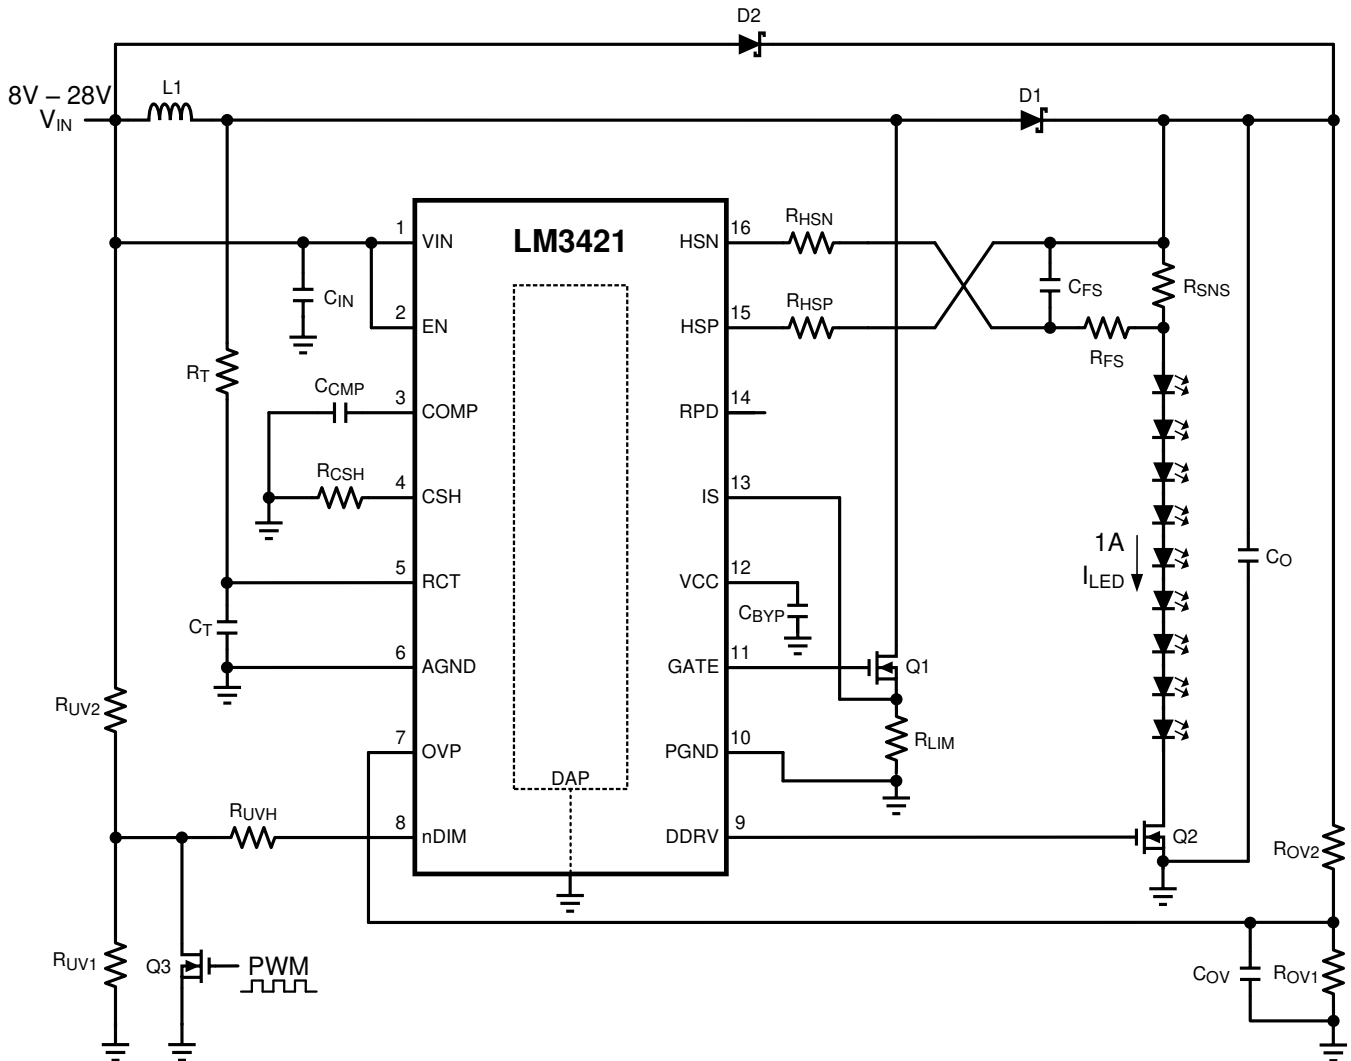 D2
8V – 28V
VIN
L1
D1
LM3421
1 VIN
2 EN
3 COMP
4 CSH
5 RCT
6 AGND
7 OVP
8 nDIM
16 HSN
15 HSP
14 RPD
13 IS
12 VCC
11 GATE
10 PGND
9 DDRV
DAP
RHSN
RHSP
CFS
RSNS
RFS
CIN
RT
CCMP
RCSH
CT
CBYP
1A
ILED
CO
Q1
RLIM
RUV2
RUVH
Q2
ROV2
RUV1
Q3
PWM
COV
ROV1